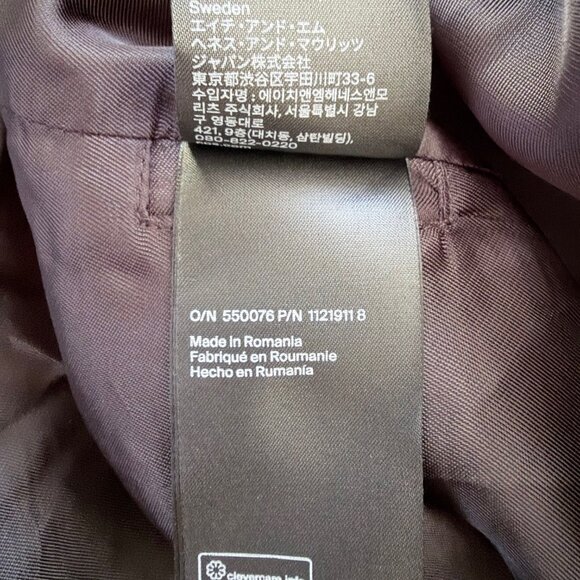 Sweden
エイチ・アンド・エム
ヘネス・アンド・マウリッツ
ジャパン株式会社
東京都渋谷区宇田川町33-6
수입자명 : 에이치앤엠헤네스앤모
리츠 주식회사, 서울특별시 강남
구 영동대로
421, 9층(대치동, 삼탄빌딩),
080-822-0220
O/N 550076 P/N 1121911 8
Made in Romania
Fabriqué en Roumanie
Hecho en Rumanía
clevercare.info